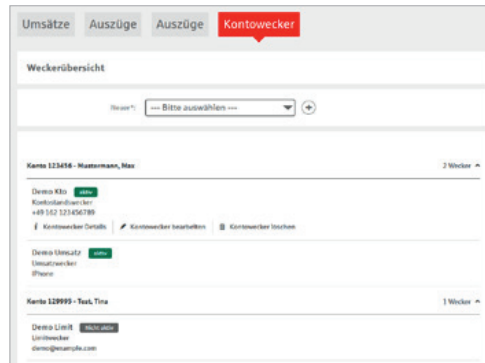 Umsätze Auszüge Auszüge Kontowecker
Weckerübersicht
--- Bitte auswählen ---
Konto 123456 - Mustermann, Max 2 Wecker
Demo Kto aktiv
Kontostandswecker
+49 162 123456789
Kontowecker Details Kontowecker bearbeiten Kontowecker löschen
Demo Umsatz aktiv
Umsatzwecker
iPhone
Konto 129995 - Test, Tina 1 Wecker
Demo Limit Nicht aktiv
Limitwecker
demo@example.com